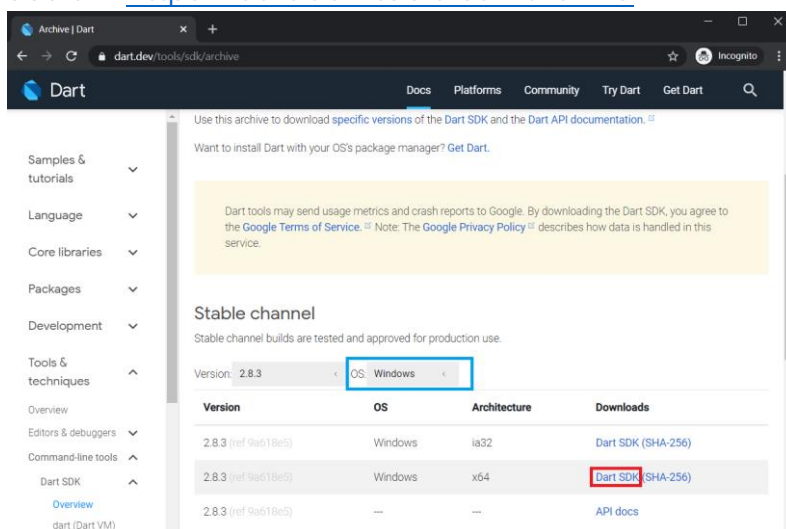 Archive | Dart
dart.dev/tools/sdk/archive
Incognito
Dart
Docs Platforms Community Try Dart Get Dart
Use this archive to download specific versions of the Dart SDK and the Dart API documentation.
Want to install Dart with your OS's package manager? Get Dart.
Samples &
tutorials
Language
Core libraries
Packages
Development
Tools &
techniques
Overview
Editors & debuggers
Command-line tools
Dart SDK
Overview
dart (Dart VM)
Dart tools may send usage metrics and crash reports to Google. By downloading the Dart SDK, you agree to
the Google Terms of Service. Note: The Google Privacy Policy describes how data is handled in this
service.
Stable channel
Stable channel builds are tested and approved for production use.
Version: 2.8.3 OS: Windows
Version OS Architecture Downloads
2.8.3 (ref 9a618e5) Windows ia32 Dart SDK (SHA-256)
2.8.3 (ref 9a618e5) Windows x64 Dart SDK (SHA-256)
2.8.3 (ref 9a618e5) --- --- API docs